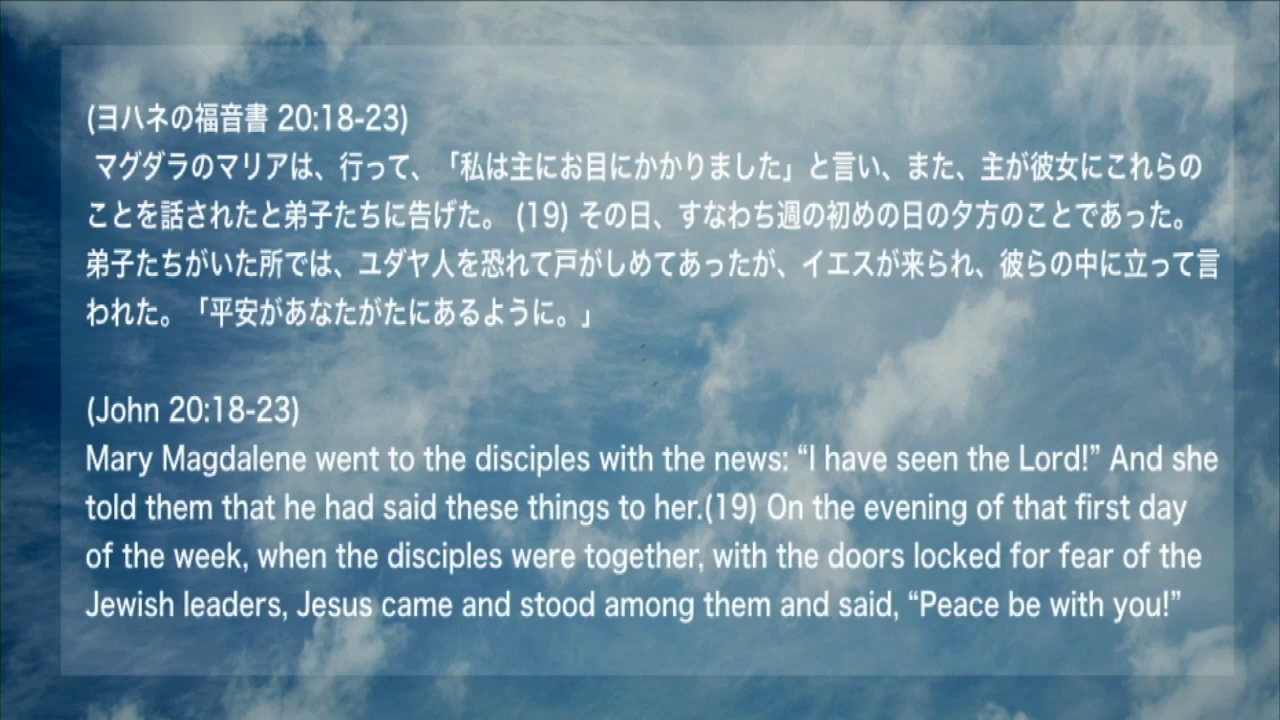 (ヨハネの福音書 20:18-23)
マグダラのマリアは、行って、「私は主にお目にかかりました」と言い、また、主が彼女にこれらの
ことを話されたと弟子たちに告げた。 (19) その日、すなわち週の初めの日の夕方のことであった。
弟子たちがいた所では、ユダヤ人を恐れて戸がしめてあったが、イエスが来られ、彼らの中に立って言
われた。「平安があなたがたにあるように。」
(John 20:18-23)
Mary Magdalene went to the disciples with the news: “I have seen the Lord!” And she
told them that he had said these things to her.(19) On the evening of that first day
of the week, when the disciples were together, with the doors locked for fear of the
Jewish leaders, Jesus came and stood among them and said, “Peace be with you!”